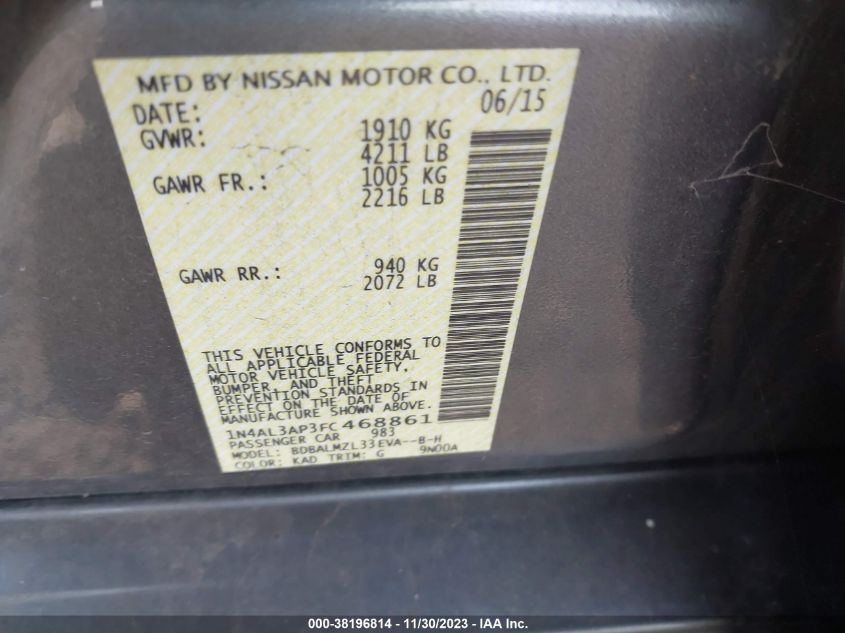 MFD BY NISSAN MOTOR CO., LTD.
DATE: 06/15
GVWR: 1910 KG
4211 LB
GAWR FR.: 1005 KG
2216 LB
GAWR RR.: 940 KG
2072 LB
THIS VEHICLE CONFORMS TO
ALL APPLICABLE FEDERAL
MOTOR VEHICLE SAFETY,
BUMPER, AND THEFT
PREVENTION STANDARDS IN
EFFECT ON THE DATE OF
MANUFACTURE SHOWN ABOVE.
1N4AL3AP3FC468861
PASSENGER CAR 983
MODEL: BDBALMZL33EVA--B-H
COLOR: KAD TRIM: G 9N00A
000-38196814 - 11/30/2023 - IAA Inc.